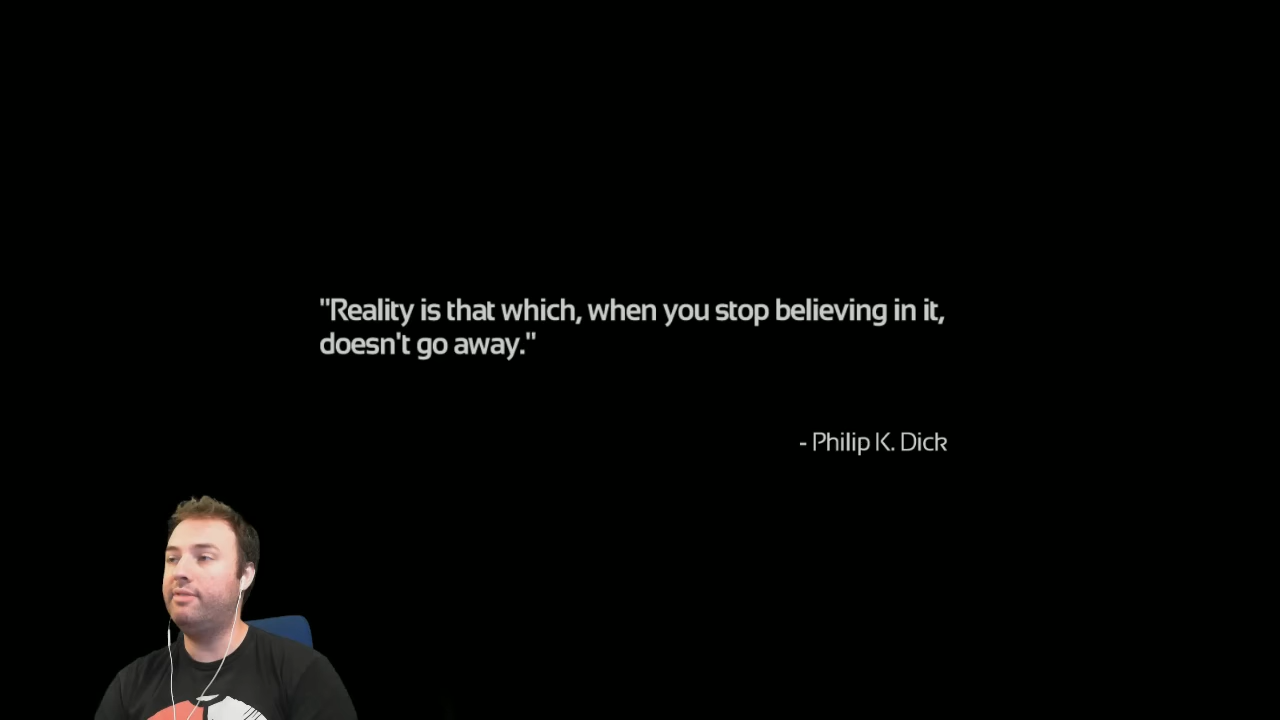 "Reality is that which, when you stop believing in it,
doesn't go away."
- Philip K. Dick